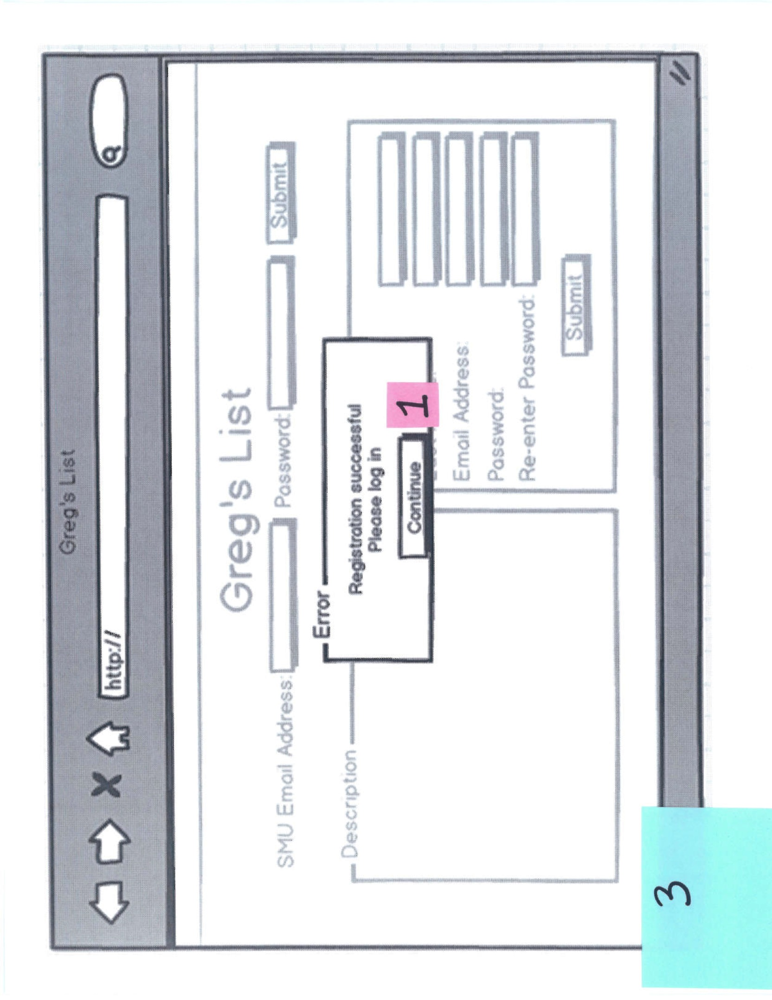 Greg's List
http://
Greg's List
SMU Email Address: Password: Submit
Error
Registration successful
Please log in
Continue
1
Description
Email Address:
Password:
Re-enter Password:
Submit
3